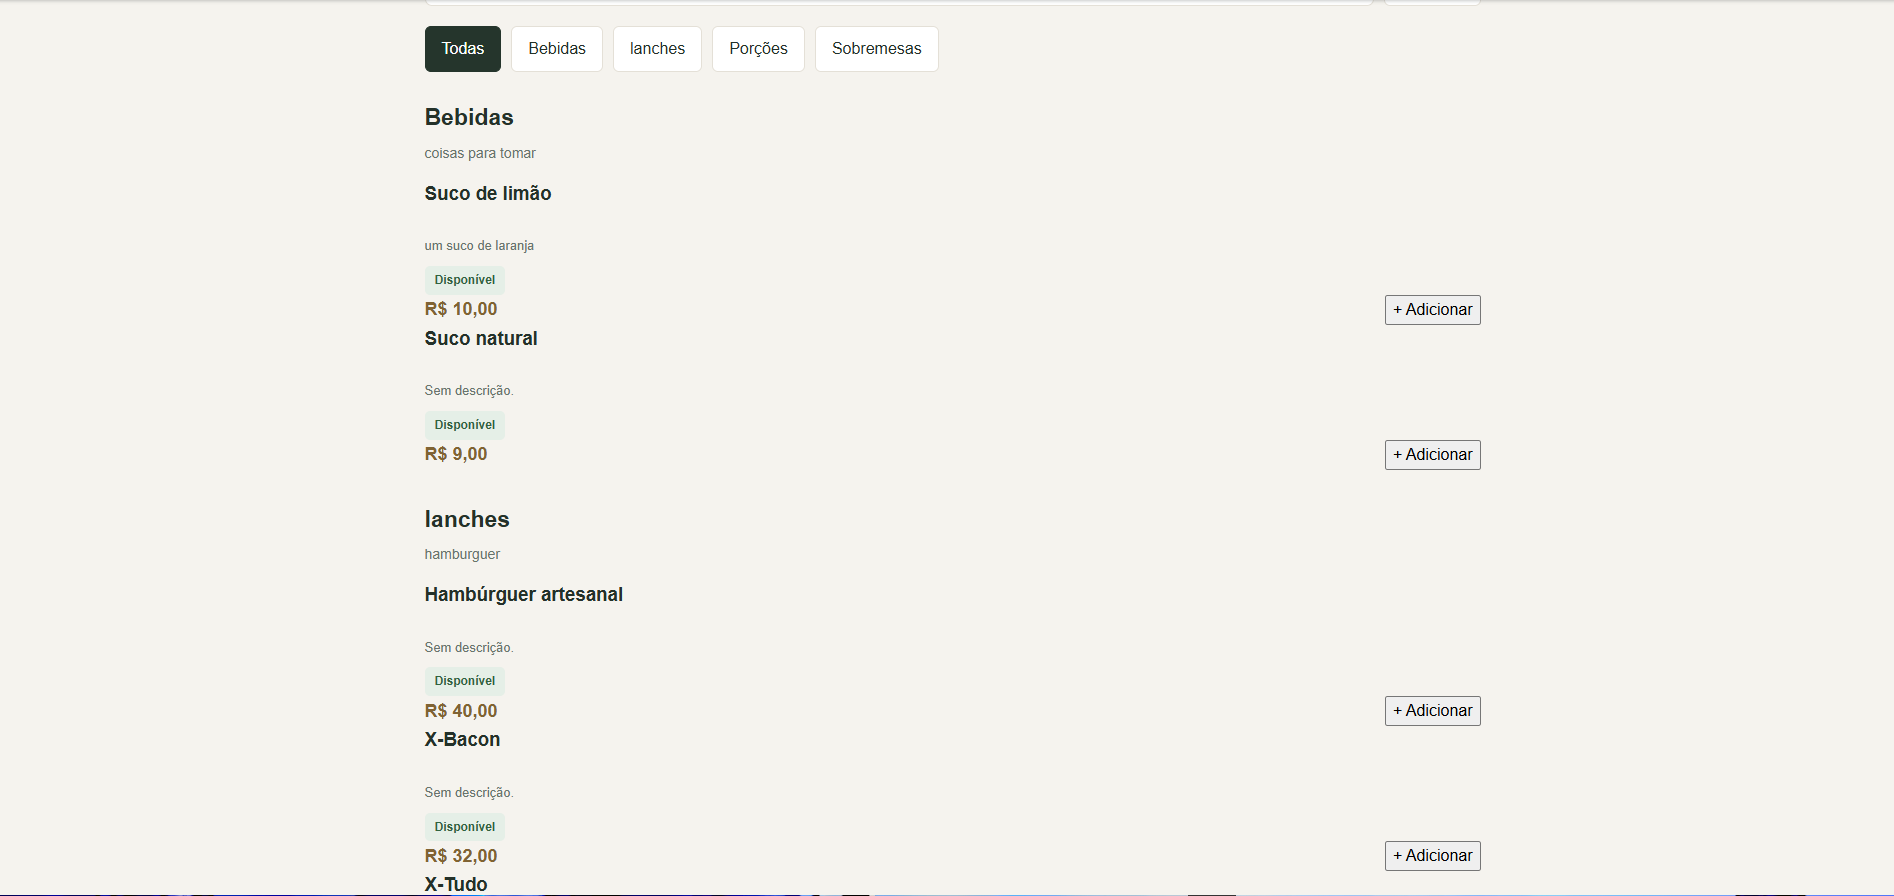 Todas Bebidas lanches Porções Sobremesas
Bebidas
coisas para tomar
Suco de limão
um suco de laranja
Disponível
R$ 10,00 + Adicionar
Suco natural
Sem descrição.
Disponível
R$ 9,00 + Adicionar
lanches
hamburguer
Hambúrguer artesanal
Sem descrição.
Disponível
R$ 40,00 + Adicionar
X-Bacon
Sem descrição.
Disponível
R$ 32,00 + Adicionar
X-Tudo